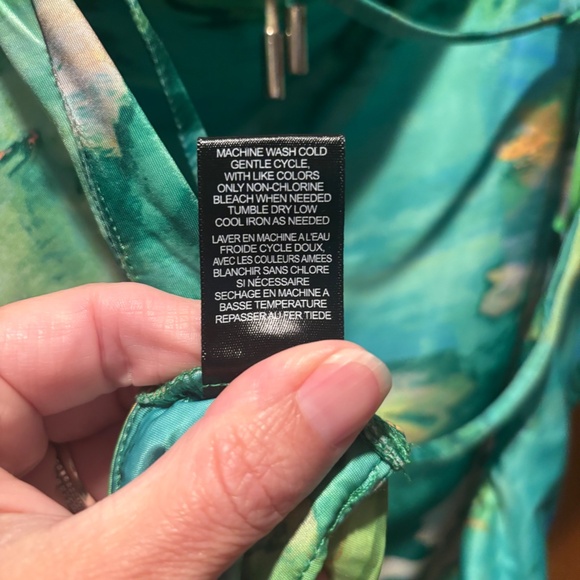 MACHINE WASH COLD
GENTLE CYCLE,
WITH LIKE COLORS
ONLY NON-CHLORINE
BLEACH WHEN NEEDED
TUMBLE DRY LOW
COOL IRON AS NEEDED
LAVER EN MACHINE A L'EAU
FROIDE CYCLE DOUX,
AVEC LES COULEURS AIMEES
BLANCHIR SANS CHLORE
SI NÉCESSAIRE
SECHAGE EN MACHINE A
BASSE TEMPERATURE
REPASSER AU FER TIEDE